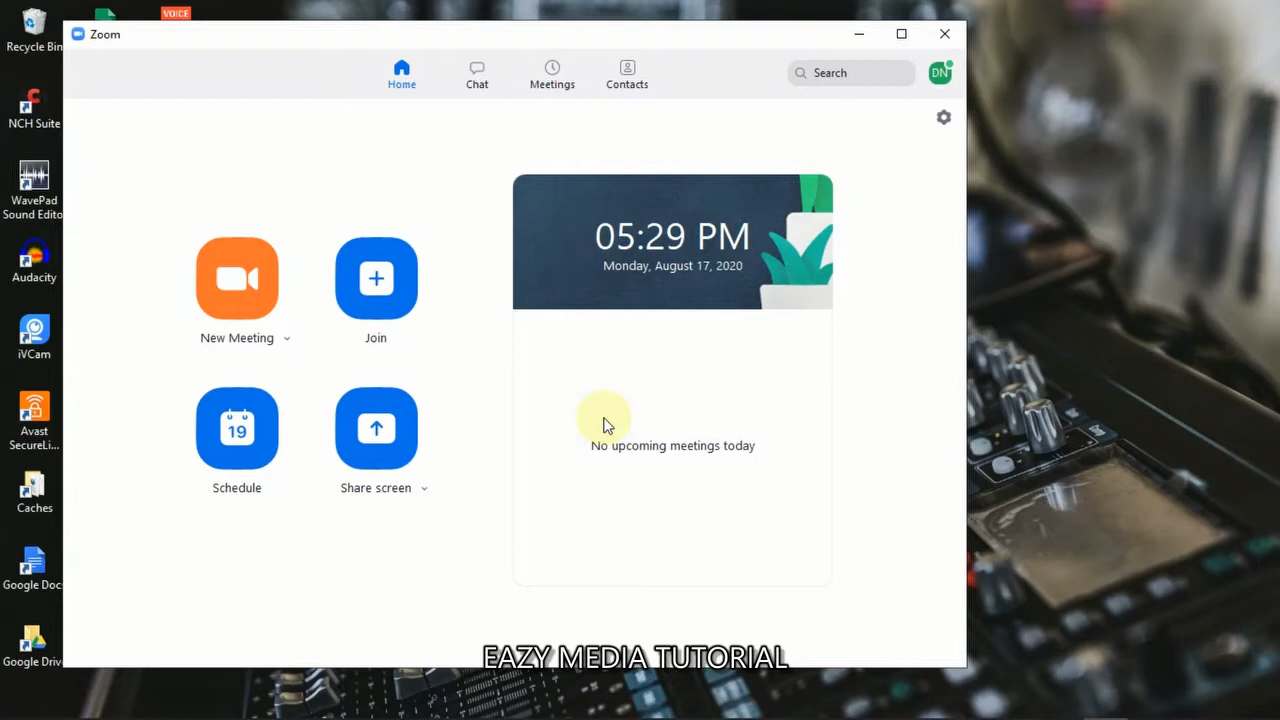 Recycle Bin
VOICE
Zoom
Home
Chat
Meetings
Contacts
Search
DN
NCH Suite
WavePad
Sound Edito
Audacity
iVCam
Avast
SecureLi...
Caches
Google Doc
Google Driv
05:29 PM
Monday, August 17, 2020
New Meeting
Join
19
Schedule
Share screen
No upcoming meetings today
EAZY MEDIA TUTORIAL